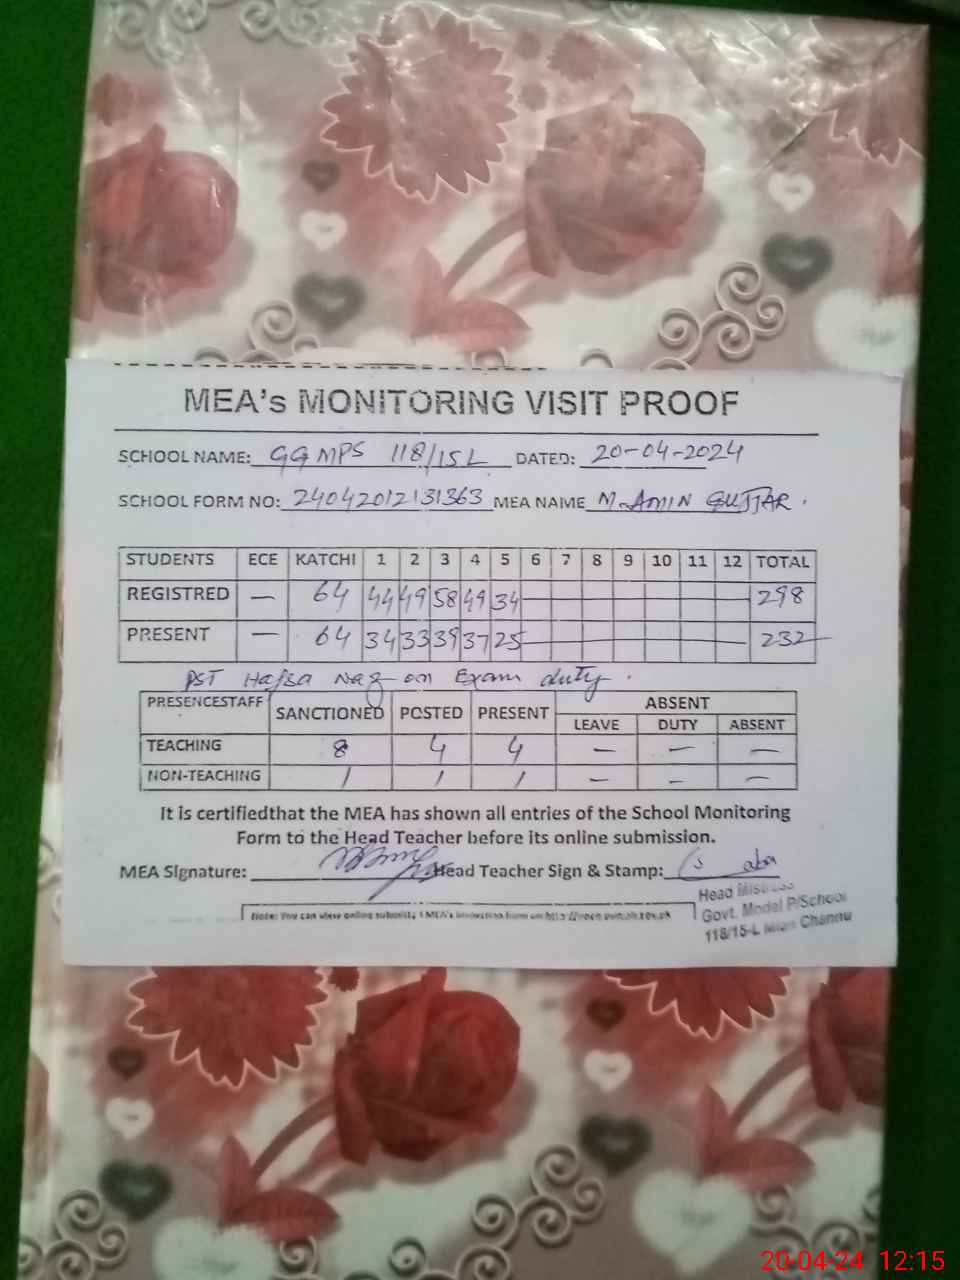 MEA's MONITORING VISIT PROOF
SCHOOL NAME: GGMPS 118/15L DATED: 20-04-2024
SCHOOL FORM NO: 24042012131363 MEA NAME M.AMIN GUJJAR.
STUDENTS ECE KATCHI 1 2 3 4 5 6 7 8 9 10 11 12 TOTAL
REGISTRED — 64 44 49 58 49 34 298
PRESENT — 64 34 33 39 37 25 232
PST Hafsa Naz on Exam duty.
PRESENCESTAFF SANCTIONED POSTED PRESENT ABSENT
LEAVE DUTY ABSENT
TEACHING 8 4 4 — — —
NON-TEACHING 1 1 1 — — —
It is certifiedthat the MEA has shown all entries of the School Monitoring
Form to the Head Teacher before its online submission.
MEA Signature: Head Teacher Sign & Stamp:
Head Mistress
Govt. Model P/School
118/15-L Mian Channu
Note: You can view online
20-04-24 12:15